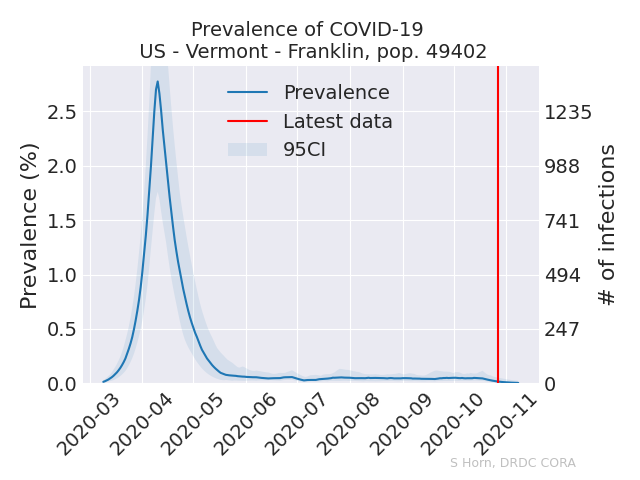 Prevalence of COVID-19
US - Vermont - Franklin, pop. 49402
Prevalence
Latest data
95CI
Prevalence (%)
2.5
2.0
1.5
1.0
0.5
0.0
1235
988
741
494
247
0
# of infections
2020-03
2020-04
2020-05
2020-06
2020-07
2020-08
2020-09
2020-10
2020-11
S Horn, DRDC CORA